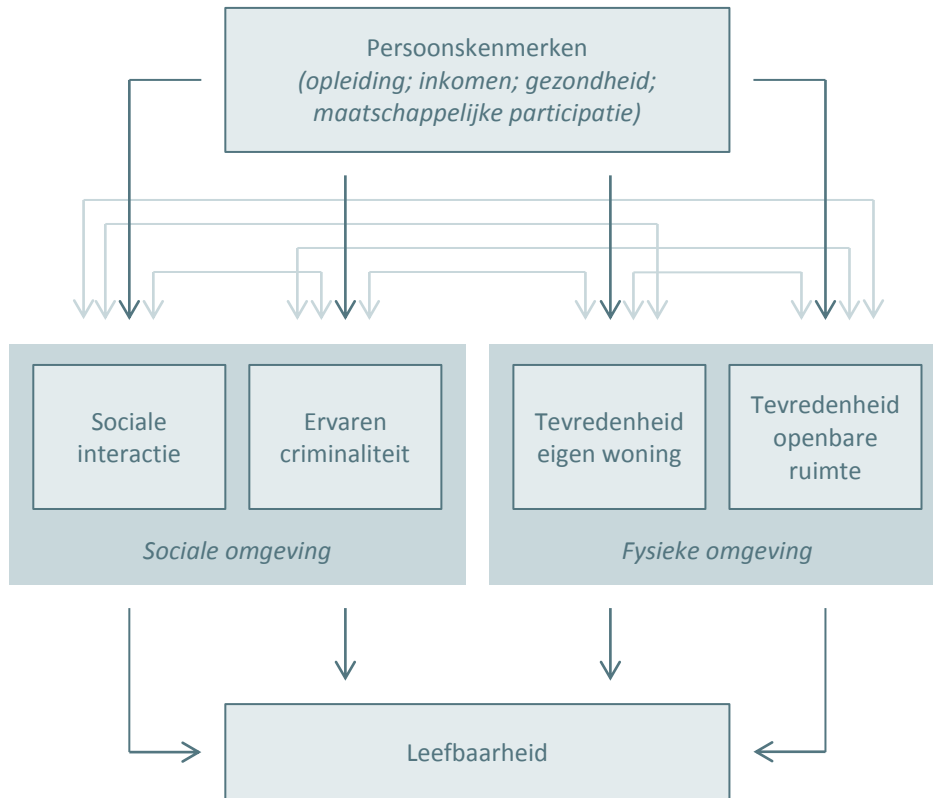 Persoonskenmerken
(opleiding; inkomen; gezondheid;
maatschappelijke participatie)
Sociale
interactie
Ervaren
criminaliteit
Sociale omgeving
Tevredenheid
eigen woning
Tevredenheid
openbare
ruimte
Fysieke omgeving
Leefbaarheid